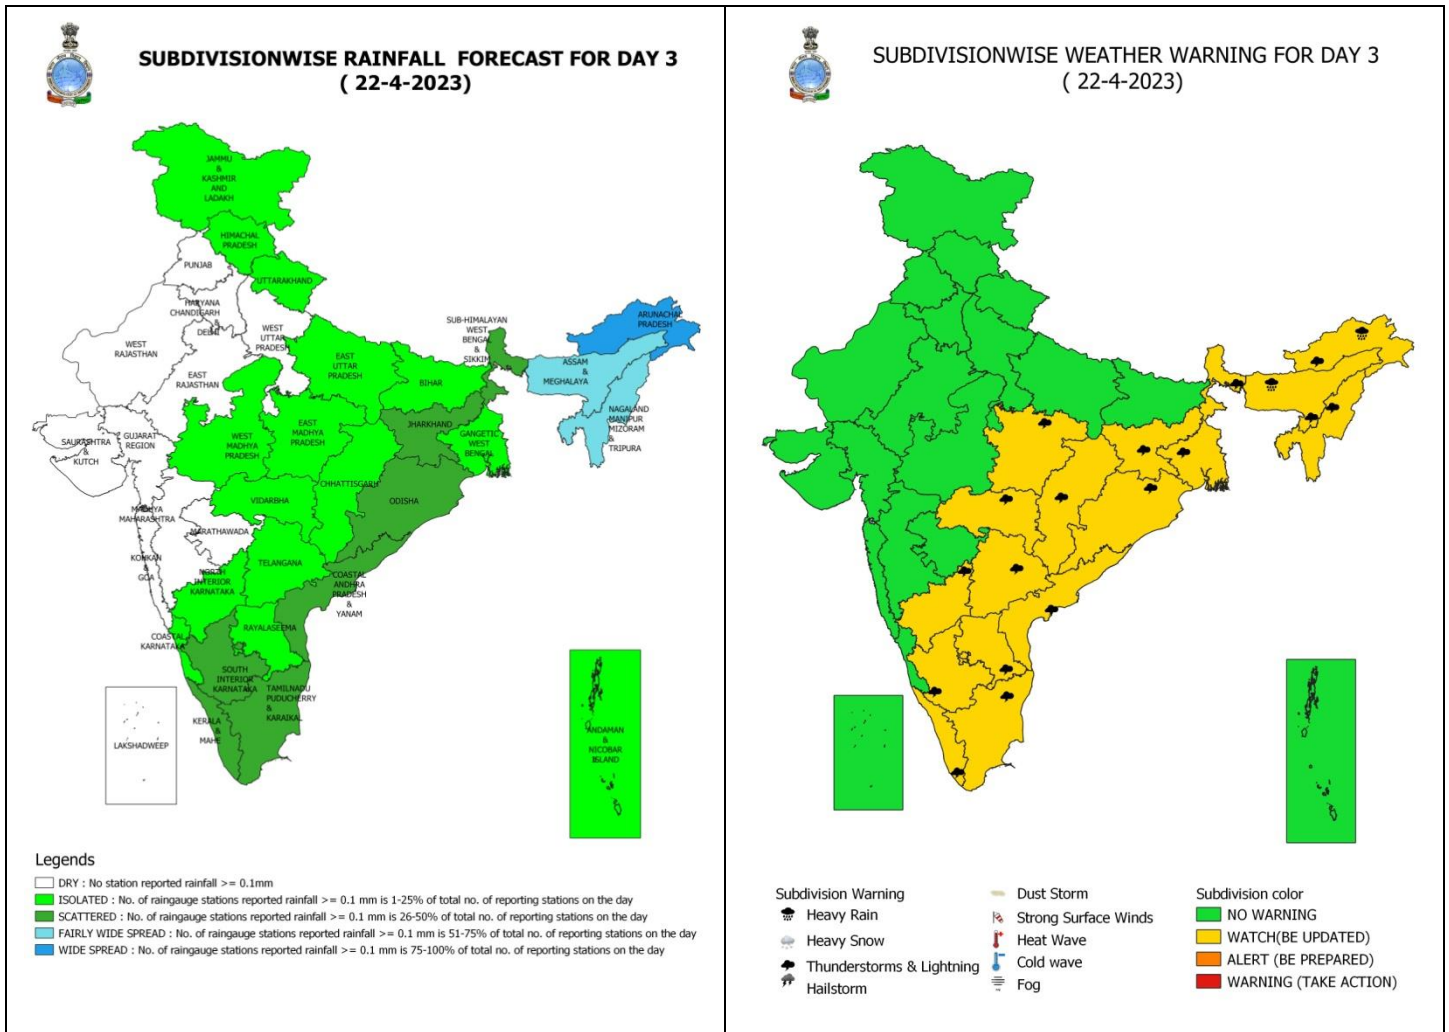 SUBDIVISIONWISE RAINFALL FORECAST FOR DAY 3
( 22-4-2023)
JAMMU
&
KASHMIR
AND
LADAKH
HIMACHAL
PRADESH
PUNJAB
UTTARAKHAND
HARYANA
CHANDIGARH
&
DELHI
WEST
UTTAR
PRADESH
WEST
RAJASTHAN
EAST
RAJASTHAN
EAST
UTTAR
PRADESH
BIHAR
SUB-HIMALAYAN
WEST
BENGAL
&
SIKKIM
ARUNACHAL
PRADESH
ASSAM
&
MEGHALAYA
NAGALAND
MANIPUR
MIZORAM
&
TRIPURA
JHARKHAND
GANGETIC
WEST
BENGAL
SAURASHTRA
&
KUTCH
GUJARAT
REGION
WEST
MADHYA
PRADESH
EAST
MADHYA
PRADESH
CHHATTISGARH
ODISHA
VIDARBHA
MADHYA
MAHARASHTRA
MARATHAWADA
KONKAN
&
GOA
TELANGANA
NORTH
INTERIOR
KARNATAKA
COASTAL
ANDHRA
PRADESH
&
YANAM
RAYALASEEMA
COASTAL
KARNATAKA
SOUTH
INTERIOR
KARNATAKA
TAMILNADU
PUDUCHERRY
&
KARAIKAL
KERALA
&
MAHE
LAKSHADWEEP
ANDAMAN
&
NICOBAR
ISLAND
Legends
DRY : No station reported rainfall >= 0.1mm
ISOLATED : No. of raingauge stations reported rainfall >= 0.1 mm is 1-25% of total no. of reporting stations on the day
SCATTERED : No. of raingauge stations reported rainfall >= 0.1 mm is 26-50% of total no. of reporting stations on the day
FAIRLY WIDE SPREAD : No. of raingauge stations reported rainfall >= 0.1 mm is 51-75% of total no. of reporting stations on the day
WIDE SPREAD : No. of raingauge stations reported rainfall >= 0.1 mm is 75-100% of total no. of reporting stations on the day
SUBDIVISIONWISE WEATHER WARNING FOR DAY 3
( 22-4-2023)
Subdivision Warning
Heavy Rain
Heavy Snow
Thunderstorms & Lightning
Hailstorm
Dust Storm
Strong Surface Winds
Heat Wave
Cold wave
Fog
Subdivision color
NO WARNING
WATCH(BE UPDATED)
ALERT (BE PREPARED)
WARNING (TAKE ACTION)